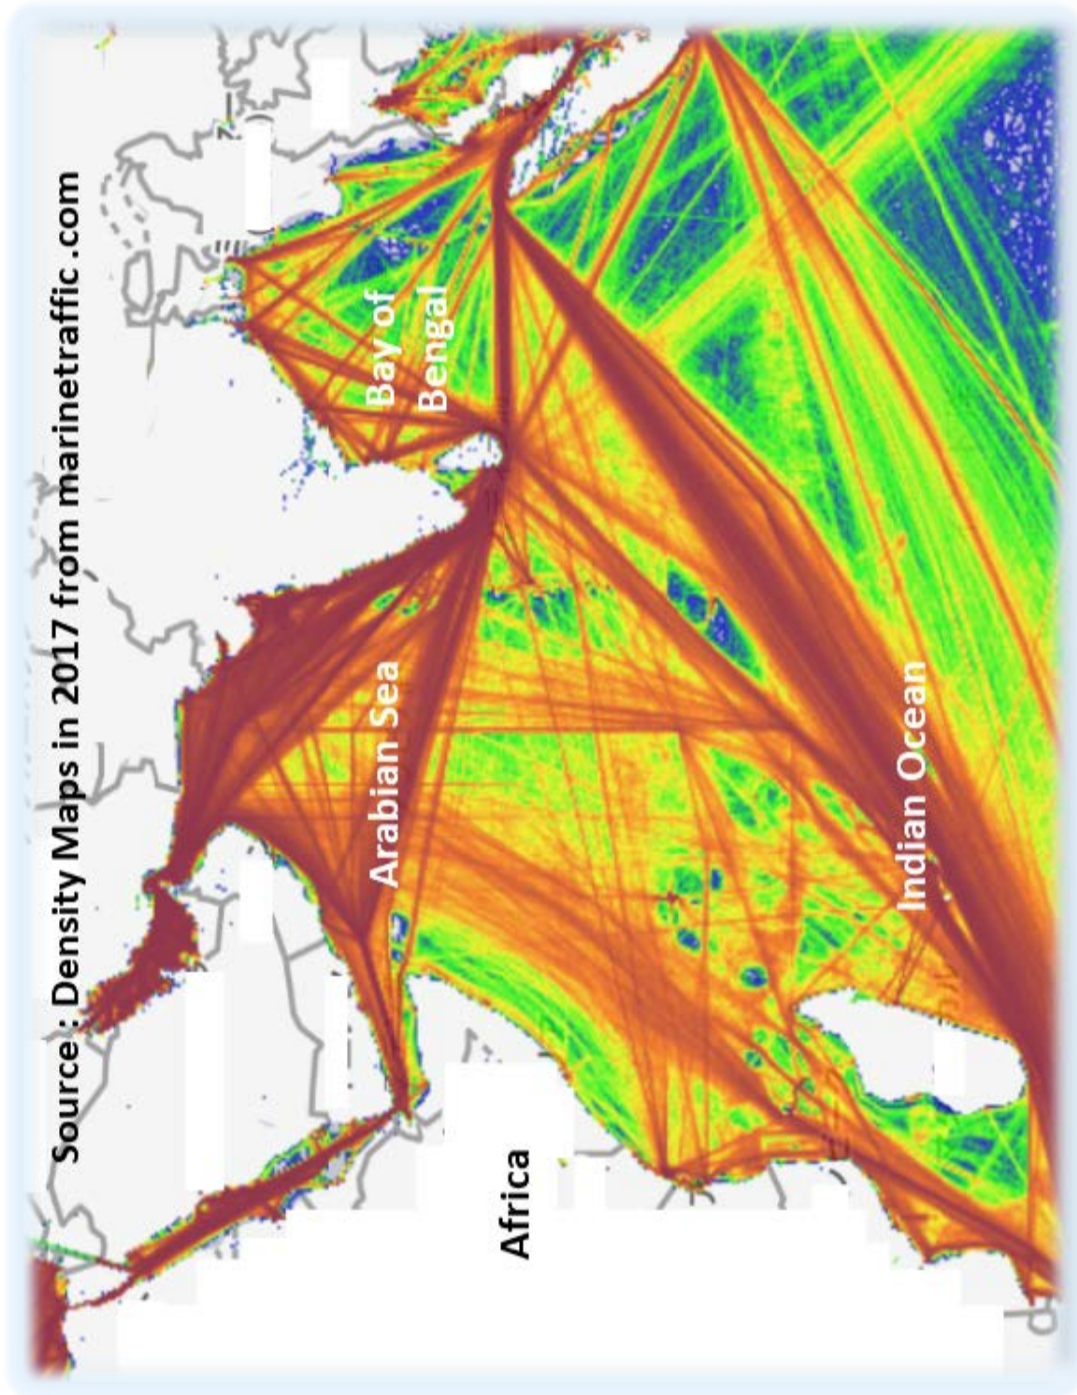 Source : Density Maps in 2017 from marinetraffic.com
Bay of
Bengal
Arabian Sea
Africa
Indian Ocean